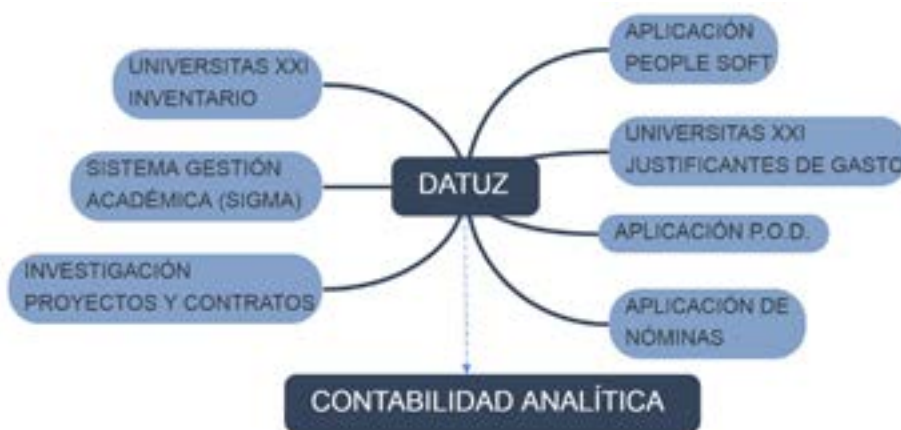 UNIVERSITAS XXI
INVENTARIO
SISTEMA GESTIÓN
ACADÉMICA (SIGMA)
INVESTIGACIÓN
PROYECTOS Y CONTRATOS
DATUZ
APLICACIÓN
PEOPLE SOFT
UNIVERSITAS XXI
JUSTIFICANTES DE GASTO
APLICACIÓN P.O.D.
APLICACIÓN DE
NÓMINAS
CONTABILIDAD ANALÍTICA